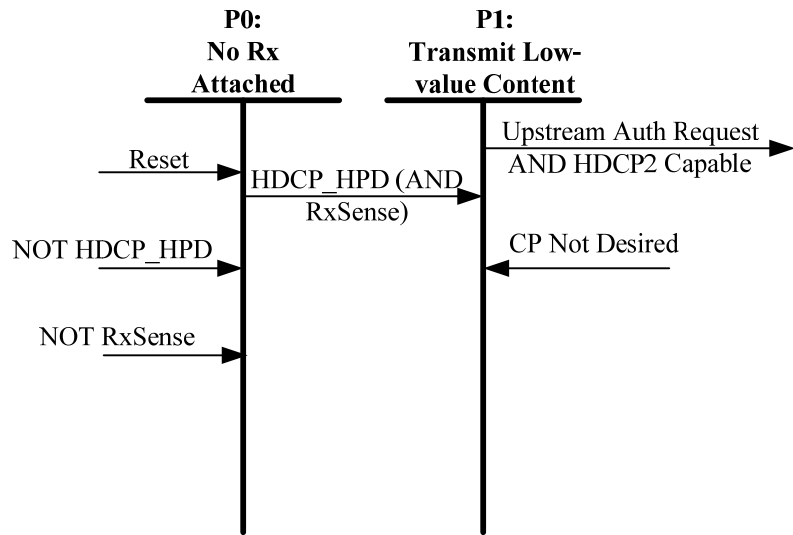 P0:
No Rx
Attached
P1:
Transmit Low-
value Content
Upstream Auth Request
AND HDCP2 Capable
Reset
HDCP_HPD (AND
RxSense)
NOT HDCP_HPD
CP Not Desired
NOT RxSense